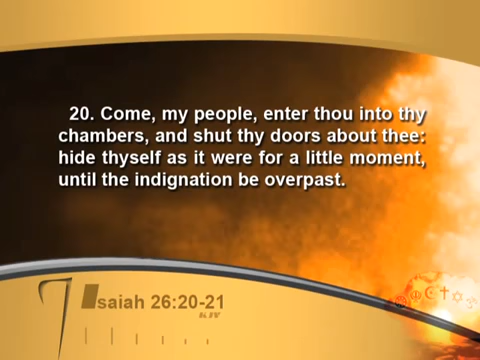 20. Come, my people, enter thou into thy
chambers, and shut thy doors about thee:
hide thyself as it were for a little moment,
until the indignation be overpast.
Isaiah 26:20-21
KJV